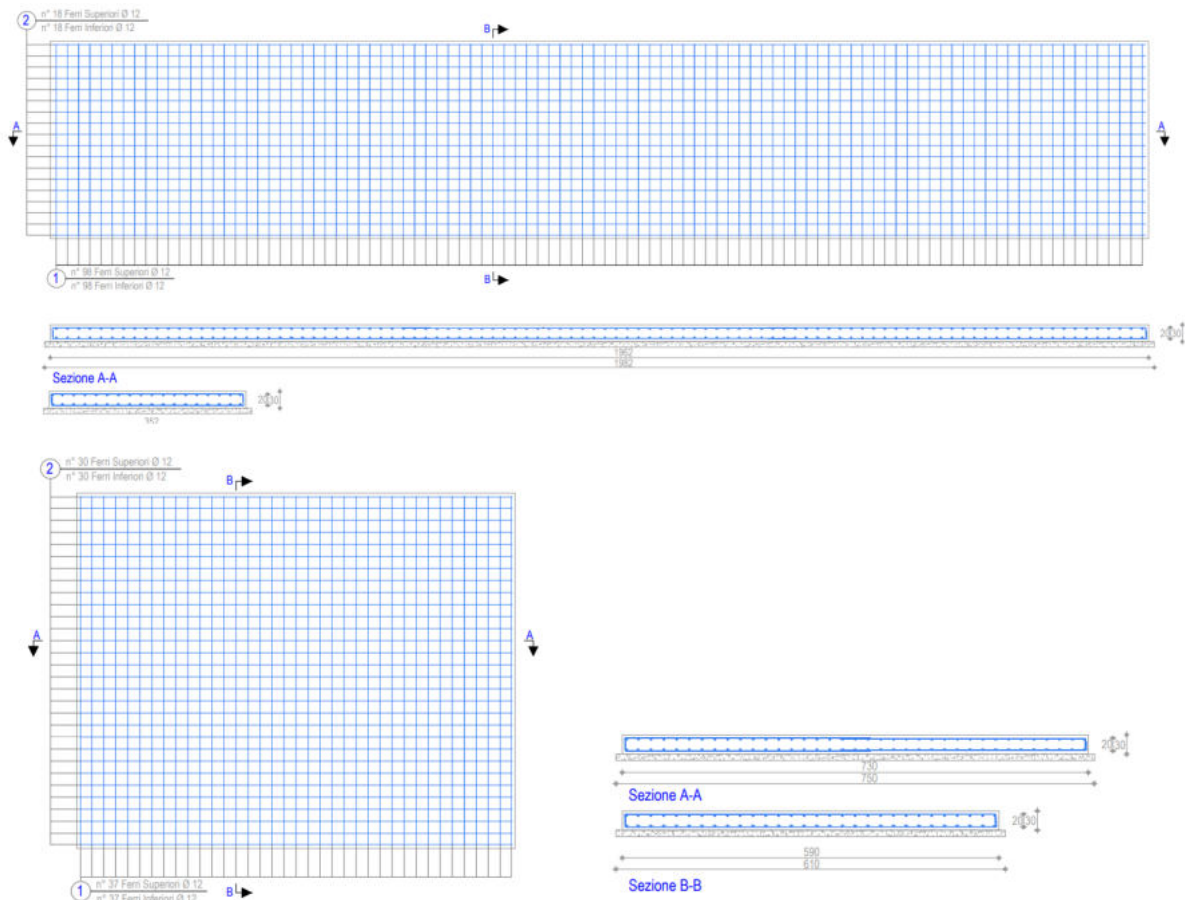 2
n° 18 Ferri Superiori Ø 12
n° 18 Ferri Inferiori Ø 12
B
A
A
1
n° 98 Ferri Superiori Ø 12
n° 98 Ferri Inferiori Ø 12
B
20
30
1962
1982
Sezione A-A
20
30
352
2
n° 30 Ferri Superiori Ø 12
n° 30 Ferri Inferiori Ø 12
B
A
A
20
30
730
750
Sezione A-A
20
30
590
610
Sezione B-B
1
n° 37 Ferri Superiori Ø 12
n° 37 Ferri Inferiori Ø 12
B